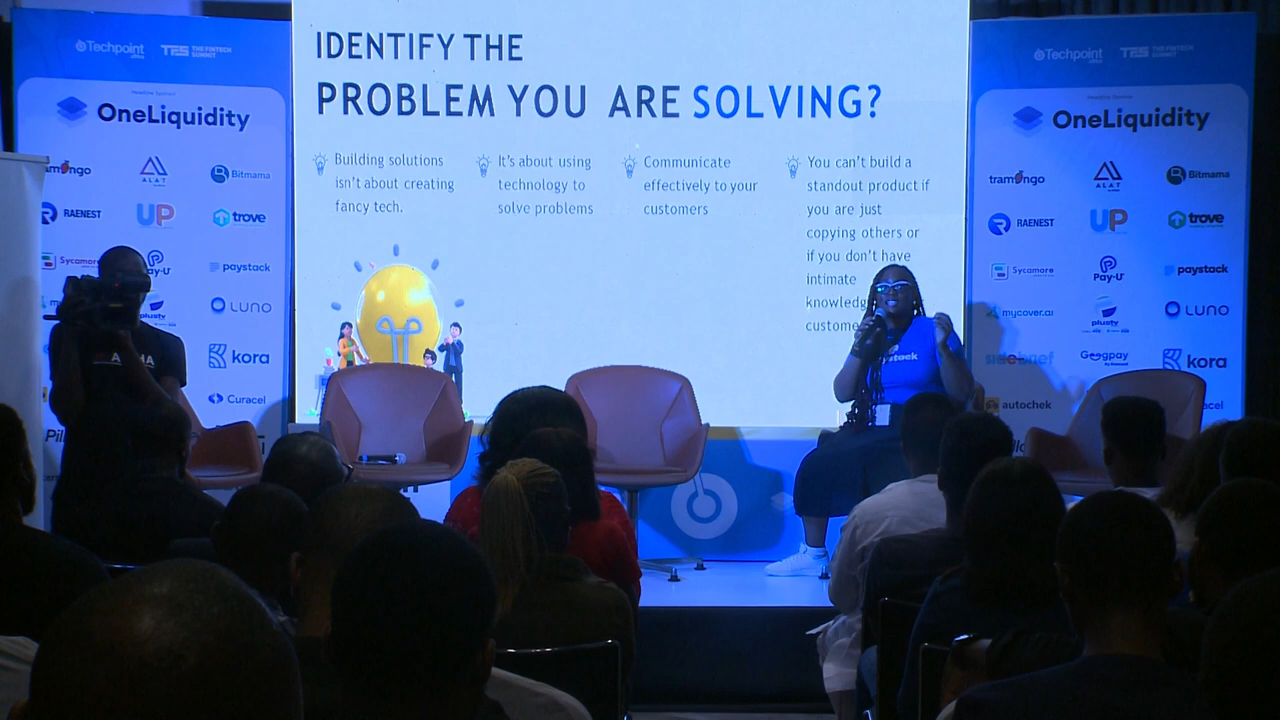 IDENTIFY THE
PROBLEM YOU ARE SOLVING?
Building solutions
isn't about creating
fancy tech.
It's about using
technology to
solve problems
Communicate
effectively to your
customers
You can't build a
standout product if
you are just
copying others or
if you don't have
intimate
Techpoint
TFS THE FINTECH
SUMMIT
Headline Sponsor
OneLiquidity
ALAT
Bitmama
RAENEST
UP
trove
Sycamore
paystack
LUNO
plustv
kora
Curacel
Techpoint
TFS THE FINTECH
SUMMIT
OneLiquidity
tramango
ALAT
Bitmama
RAENEST
UP
trove
Sycamore
Pay-U
paystack
mycover.ai
plustv
LUNO
Geegpay
kora
autochek